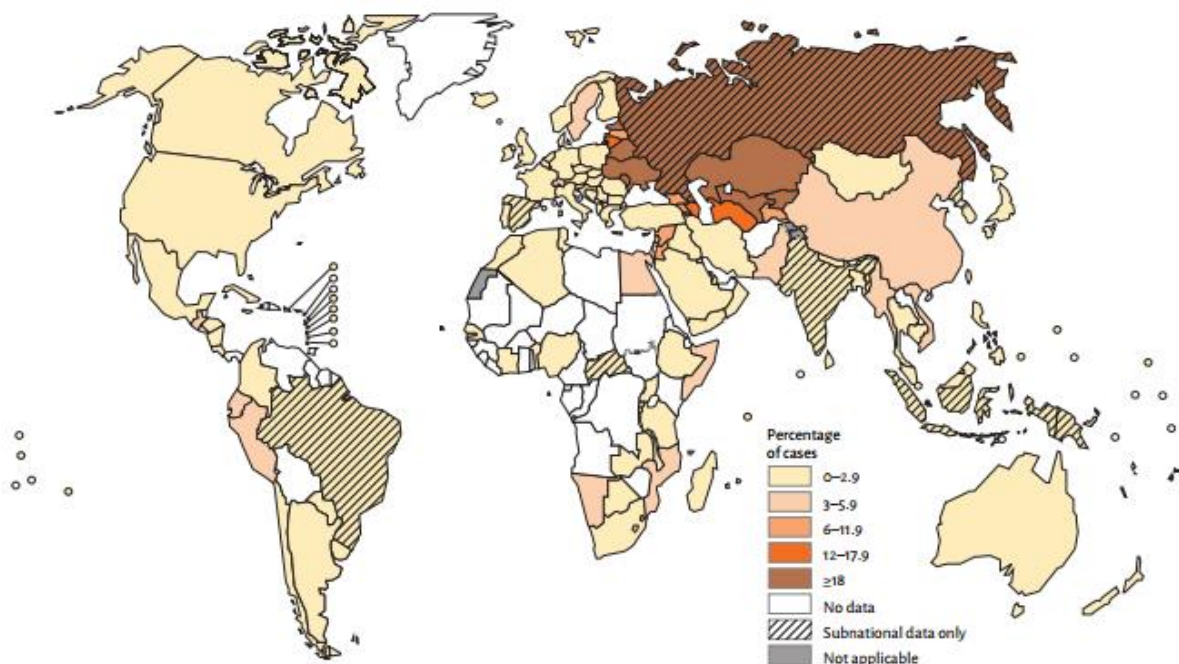 Percentage
of cases
0–2.9
3–5.9
6–11.9
12–17.9
≥18
No data
Subnational data only
Not applicable